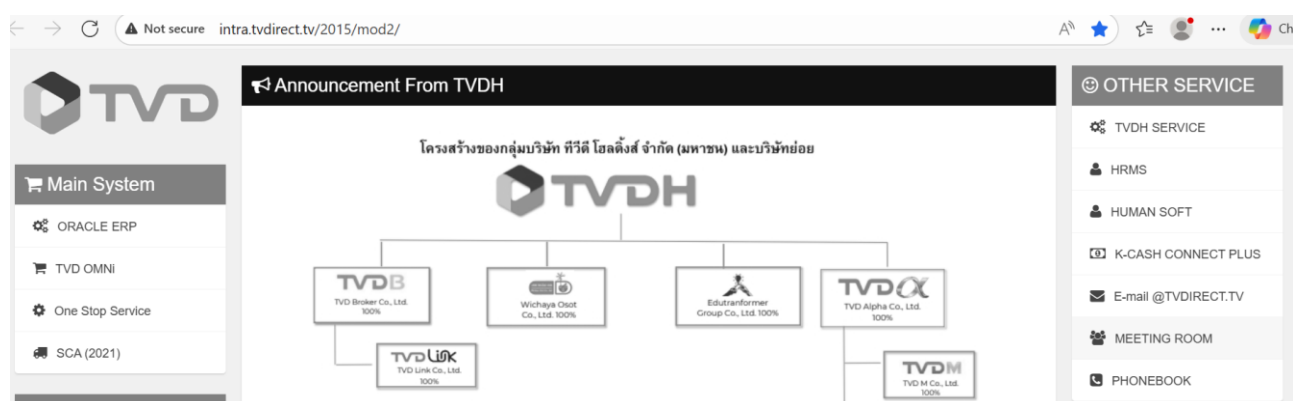 Not secure intra.tvdirect.tv/2015/mod2/
Ch
TVD
Main System
ORACLE ERP
TVD OMNi
One Stop Service
SCA (2021)
Announcement From TVDH
โครงสร้างของกลุ่มบริษัท ทีวีดี โฮลดิ้งส์ จำกัด (มหาชน) และบริษัทย่อย
TVDH
TVDB
TVD Broker Co., Ltd.
100%
Wichaya Osot
Co., Ltd. 100%
Edutranformer
Group Co., Ltd. 100%
TVDα
TVD Alpha Co., Ltd.
100%
TVD Link
TVD Link Co., Ltd.
100%
TVDM
TVD M Co., Ltd.
100%
OTHER SERVICE
TVDH SERVICE
HRMS
HUMAN SOFT
K-CASH CONNECT PLUS
E-mail @TVDIRECT.TV
MEETING ROOM
PHONEBOOK